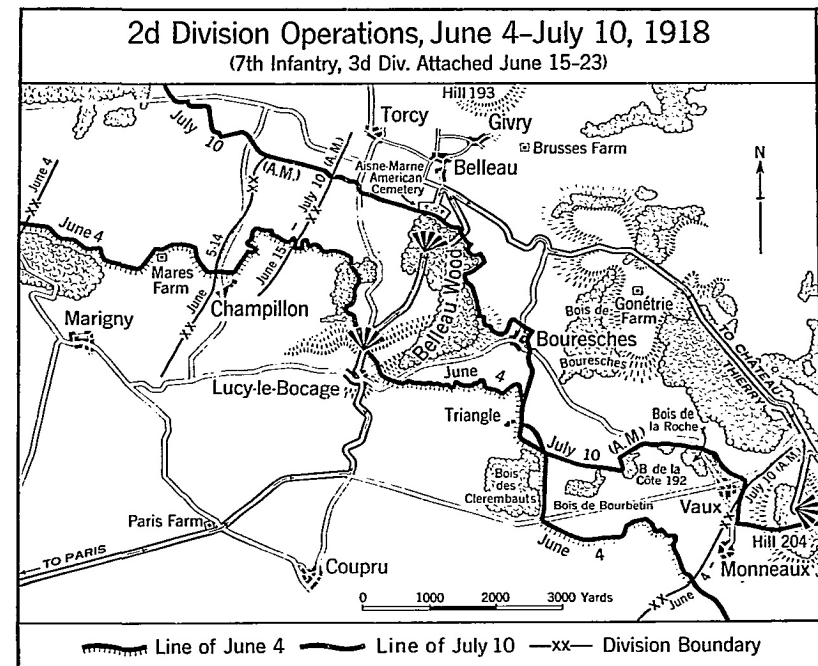 2d Division Operations, June 4–July 10, 1918
(7th Infantry, 3d Div. Attached June 15–23)
Hill 193
Torcy
Givry
July 10 (A.M.)
Brusses Farm
Aisne-Marne
American
Cemetery
Belleau
N
XX June 4
July 10 (A.M.)
June 4
Mares
Farm
XX June 5-14 XX
June 15 –
Champillon
Belleau Wood
Gonétrie
Farm
Bois de
Bouresches
Marigny
Bouresches
TO CHATEAU
THIERRY
Lucy-le-Bocage
June 4
Triangle
Bois de
la Roche
July 10 (A.M.)
B de la
Côte 192
July 10 (A.M.)
Bois
des
Clerembauts
Bois de Bourbetin
Vaux
Paris Farm
Hill 204
June 4
TO PARIS
Coupru
Monneaux
XX June 4 – XX
0 1000 2000 3000 Yards
Line of June 4 Line of July 10 —XX— Division Boundary